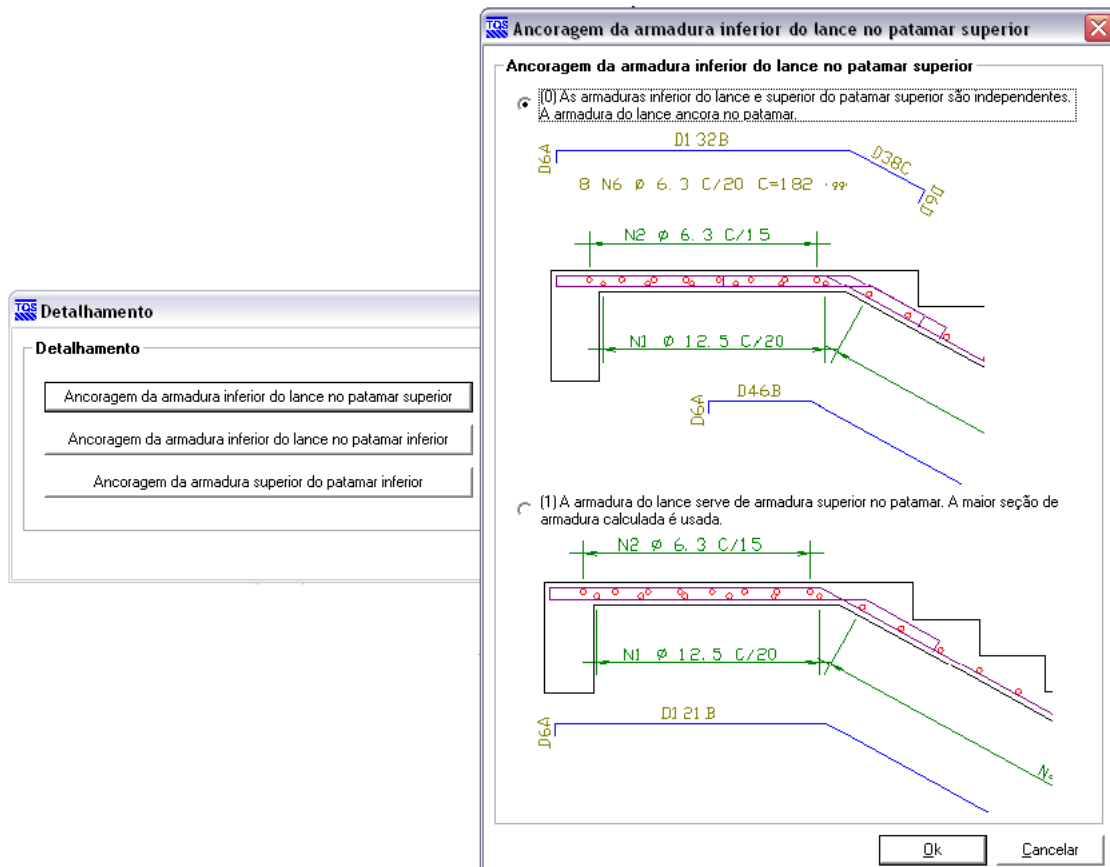 TQS Detalhamento
Detalhamento
Ancoragem da armadura inferior do lance no patamar superior
Ancoragem da armadura inferior do lance no patamar inferior
Ancoragem da armadura superior do patamar inferior
TQS Ancoragem da armadura inferior do lance no patamar superior
Ancoragem da armadura inferior do lance no patamar superior
(0) As armaduras inferior do lance e superior do patamar superior são independentes.
A armadura do lance ancora no patamar.
D6A
D132B
D38C
D6D
8 N6 ø 6.3 C/20 C=182 *99*
N2 ø 6.3 C/15
N1 ø 12.5 C/20
D6A
D46B
(1) A armadura do lance serve de armadura superior no patamar. A maior seção de
armadura calculada é usada.
N2 ø 6.3 C/15
N1 ø 12.5 C/20
D6A
D121B
Ok
Cancelar